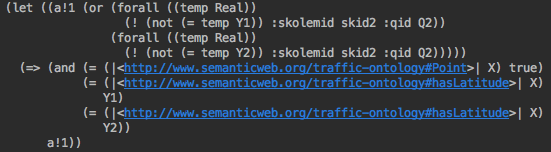 (let ((a!1 (or (forall ((temp Real))
(! (not (= temp Y1)) :skolemid skid2 :qid Q2))
(forall ((temp Real))
(! (not (= temp Y2)) :skolemid skid2 :qid Q2)))))
(=> (and (= (|<http://www.semanticweb.org/traffic-ontology#Point>| X) true)
(= (|<http://www.semanticweb.org/traffic-ontology#hasLatitude>| X)
Y1)
(= (|<http://www.semanticweb.org/traffic-ontology#hasLatitude>| X)
Y2))
a!1))